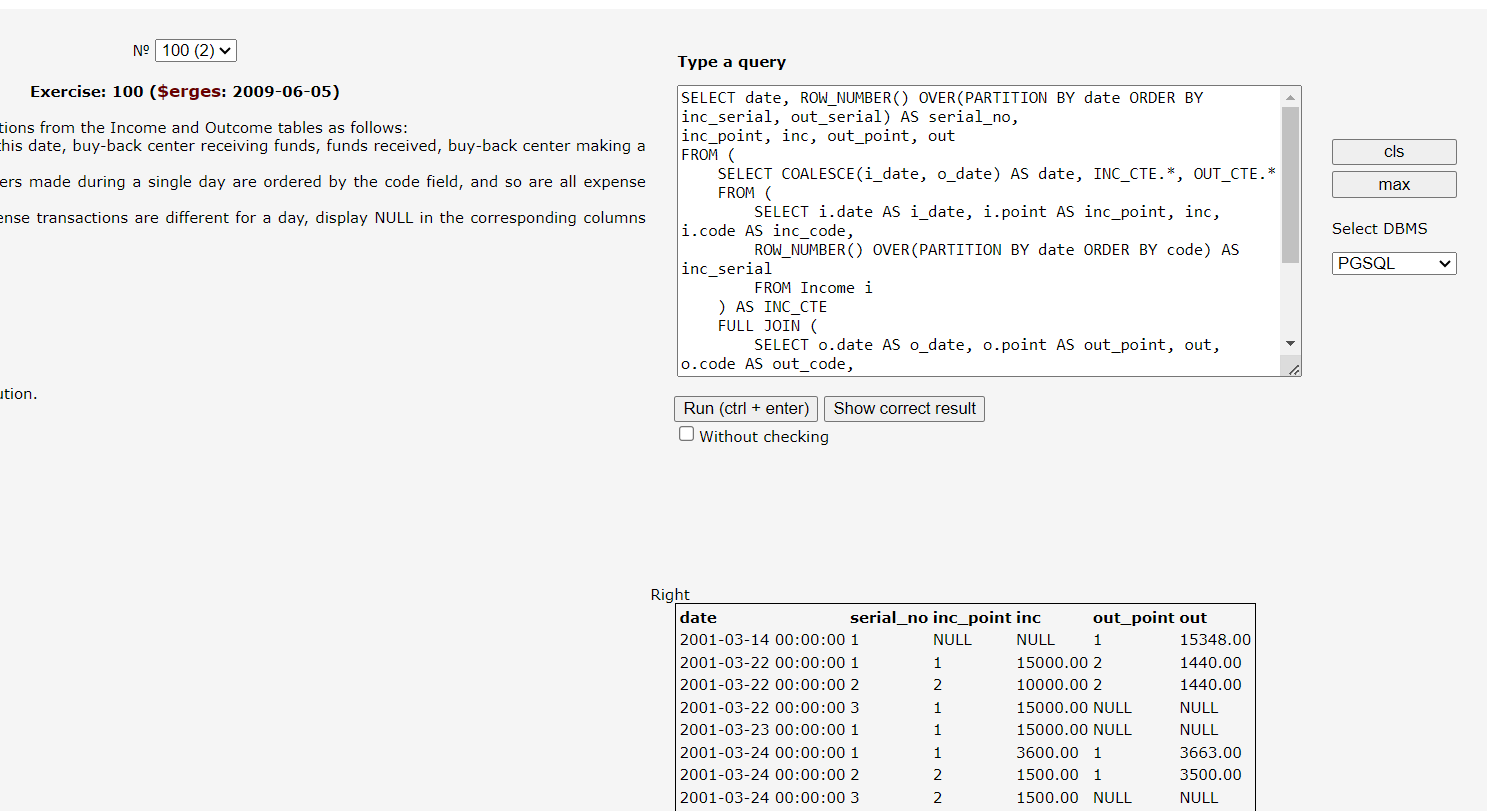 № 100 (2)
Exercise: 100 ($erges: 2009-06-05)
tions from the Income and Outcome tables as follows:
this date, buy-back center receiving funds, funds received, buy-back center making a
ers made during a single day are ordered by the code field, and so are all expense
ense transactions are different for a day, display NULL in the corresponding columns
ution.
Type a query
SELECT date, ROW_NUMBER() OVER(PARTITION BY date ORDER BY
inc_serial, out_serial) AS serial_no,
inc_point, inc, out_point, out
FROM (
SELECT COALESCE(i_date, o_date) AS date, INC_CTE.*, OUT_CTE.*
FROM (
SELECT i.date AS i_date, i.point AS inc_point, inc,
i.code AS inc_code,
ROW_NUMBER() OVER(PARTITION BY date ORDER BY code) AS
inc_serial
FROM Income i
) AS INC_CTE
FULL JOIN (
SELECT o.date AS o_date, o.point AS out_point, out,
o.code AS out_code,
cls
max
Select DBMS
PGSQL
Run (ctrl + enter) Show correct result
Without checking
Right
date serial_no inc_point inc out_point out
2001-03-14 00:00:00 1 NULL NULL 1 15348.00
2001-03-22 00:00:00 1 1 15000.00 2 1440.00
2001-03-22 00:00:00 2 2 10000.00 2 1440.00
2001-03-22 00:00:00 3 1 15000.00 NULL NULL
2001-03-23 00:00:00 1 1 15000.00 NULL NULL
2001-03-24 00:00:00 1 1 3600.00 1 3663.00
2001-03-24 00:00:00 2 2 1500.00 1 3500.00
2001-03-24 00:00:00 3 2 1500.00 NULL NULL